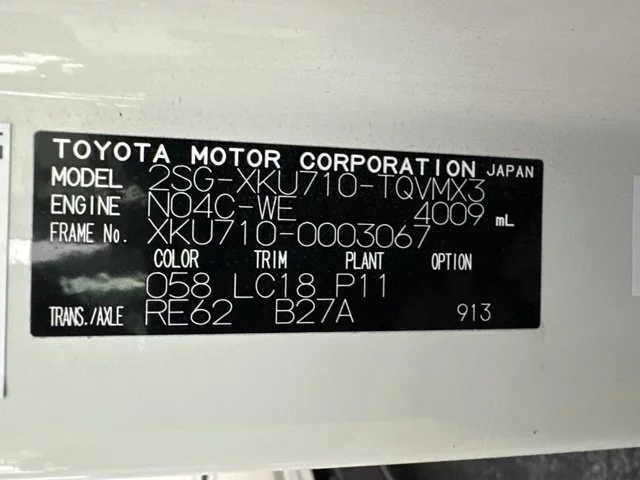 TOYOTA MOTOR CORPORATION JAPAN
MODEL 2SG-XKU710-TQVMX3
ENGINE N04C-WE 4009 mL
FRAME No. XKU710-0003067
COLOR TRIM PLANT OPTION
058 LC18 P11
TRANS./AXLE RE62 B27A 913